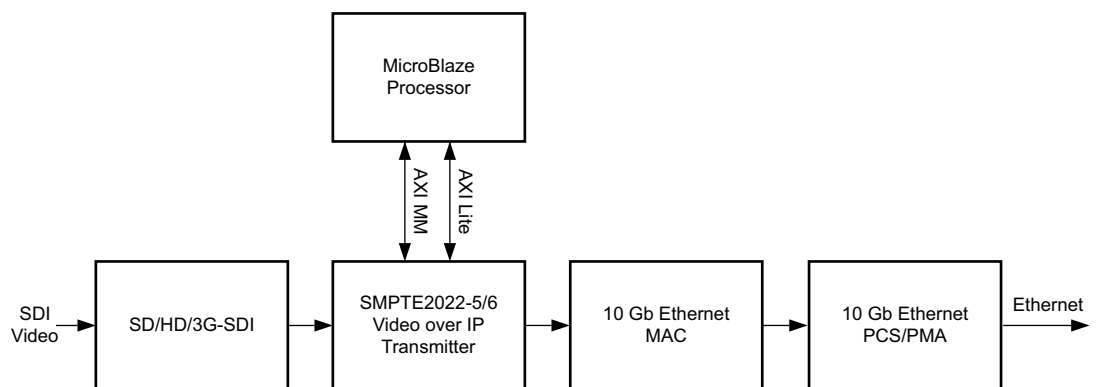 MicroBlaze
Processor
AXI MM
AXI Lite
SDI
Video
SD/HD/3G-SDI
SMPTE2022-5/6
Video over IP
Transmitter
10 Gb Ethernet
MAC
10 Gb Ethernet
PCS/PMA
Ethernet